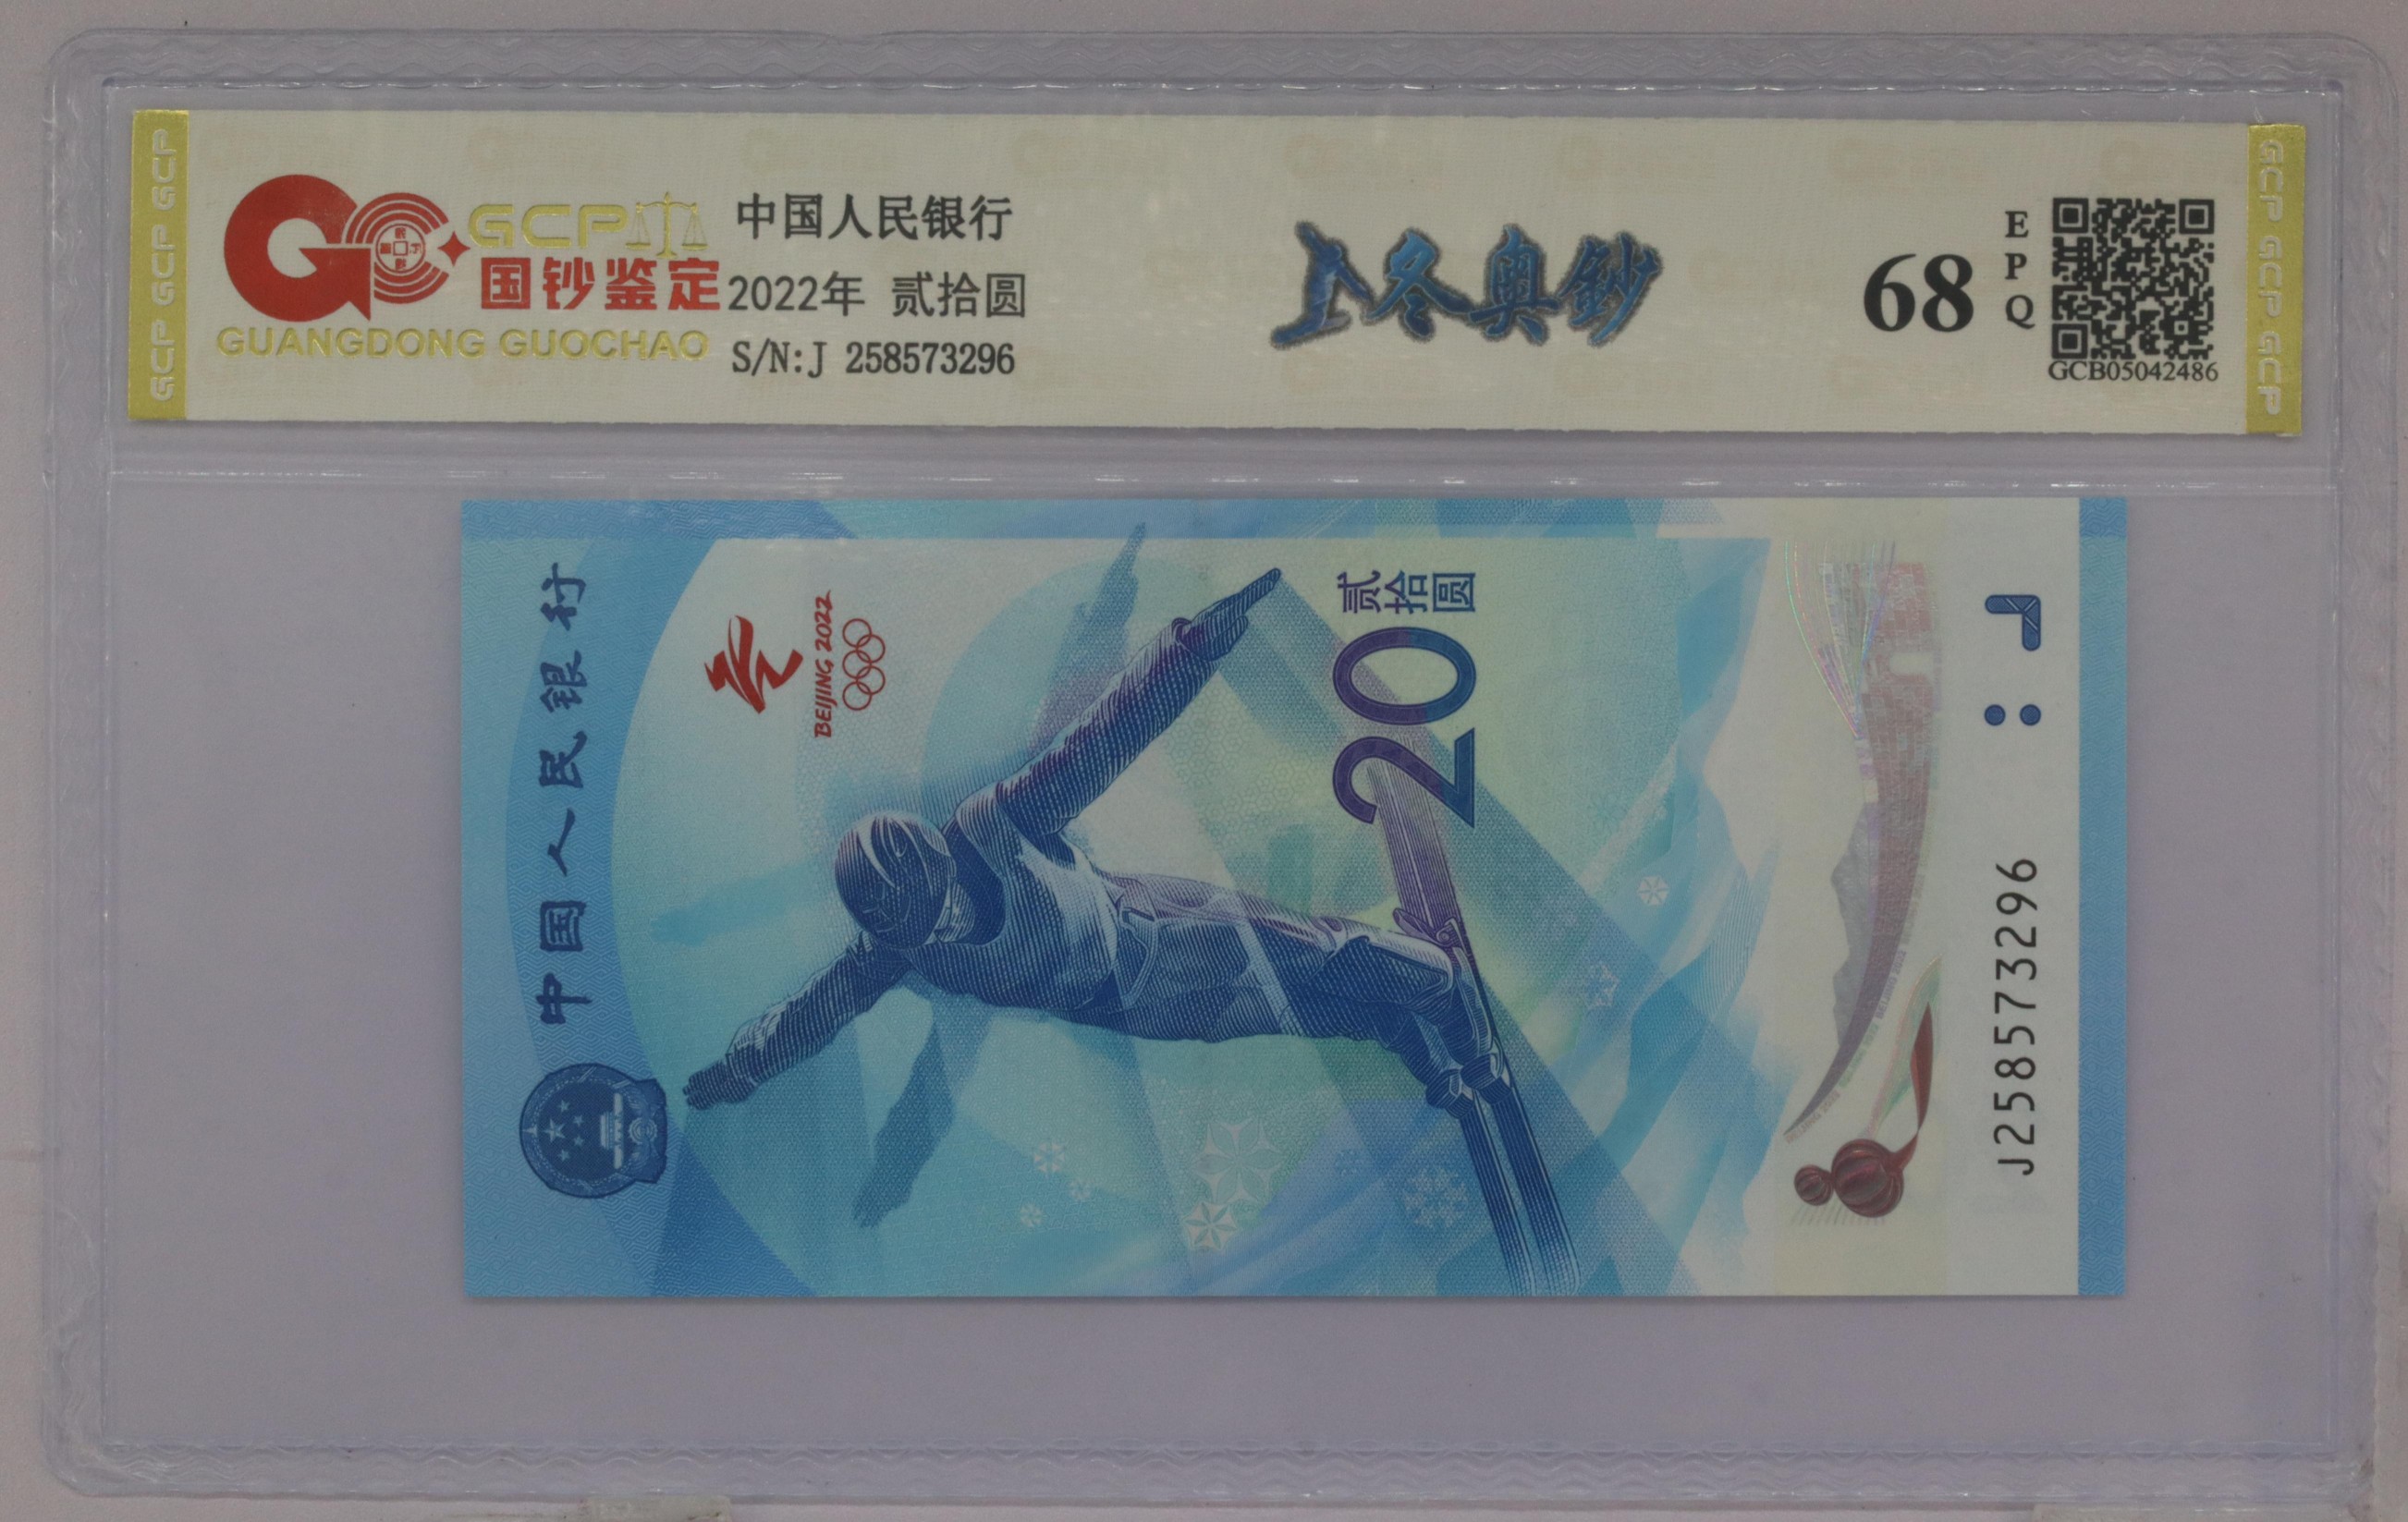 GCP GCP GCP
GCP
国钞鉴定
GUANGDONG GUOCHAO
中国人民银行
2022年 贰拾圆
S/N:J 258573296
冬奥鈔
68
EPQ
GCB05042486
GCP GCP GCP
中国人民银行
BEIJING 2022
贰拾圆
20
J258573296